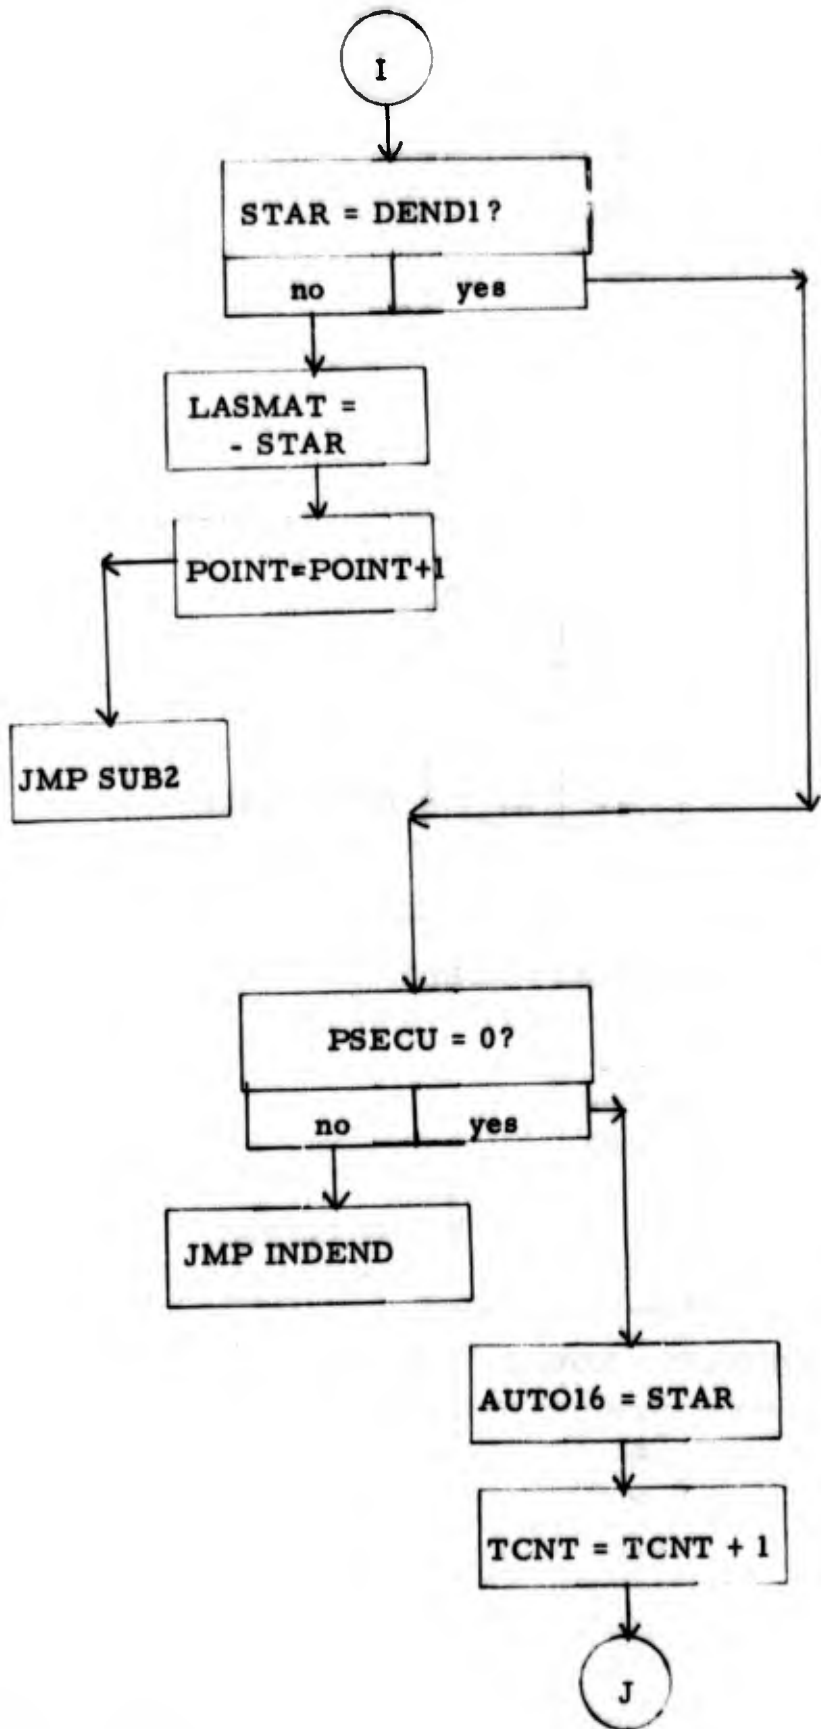 I
STAR = DEND1?
no yes
LASMAT =
- STAR
POINT=POINT+1
JMP SUB2
PSECU = 0?
no yes
JMP INDEND
AUTO16 = STAR
TCNT = TCNT + 1
J